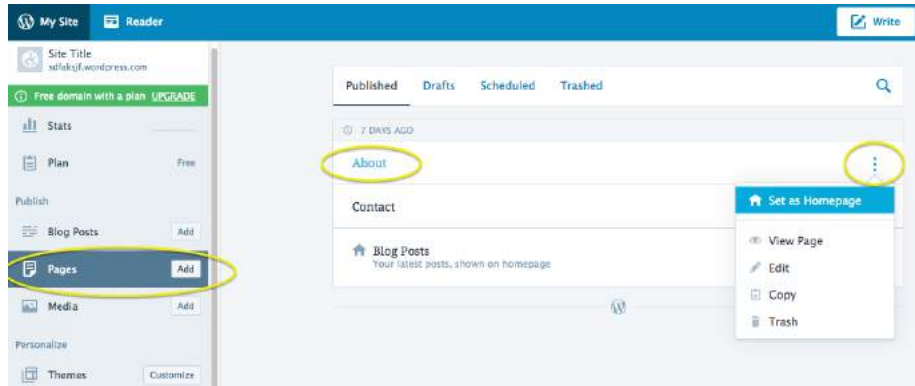 My Site
Reader
Write
Site Title
sdfaksjf.wordpress.com
Free domain with a plan UPGRADE
Stats
Plan Free
Publish
Blog Posts Add
Pages Add
Media Add
Personalize
Themes Customize
Published Drafts Scheduled Trashed
7 DAYS AGO
About
Contact
Blog Posts
Your latest posts, shown on homepage
Set as Homepage
View Page
Edit
Copy
Trash